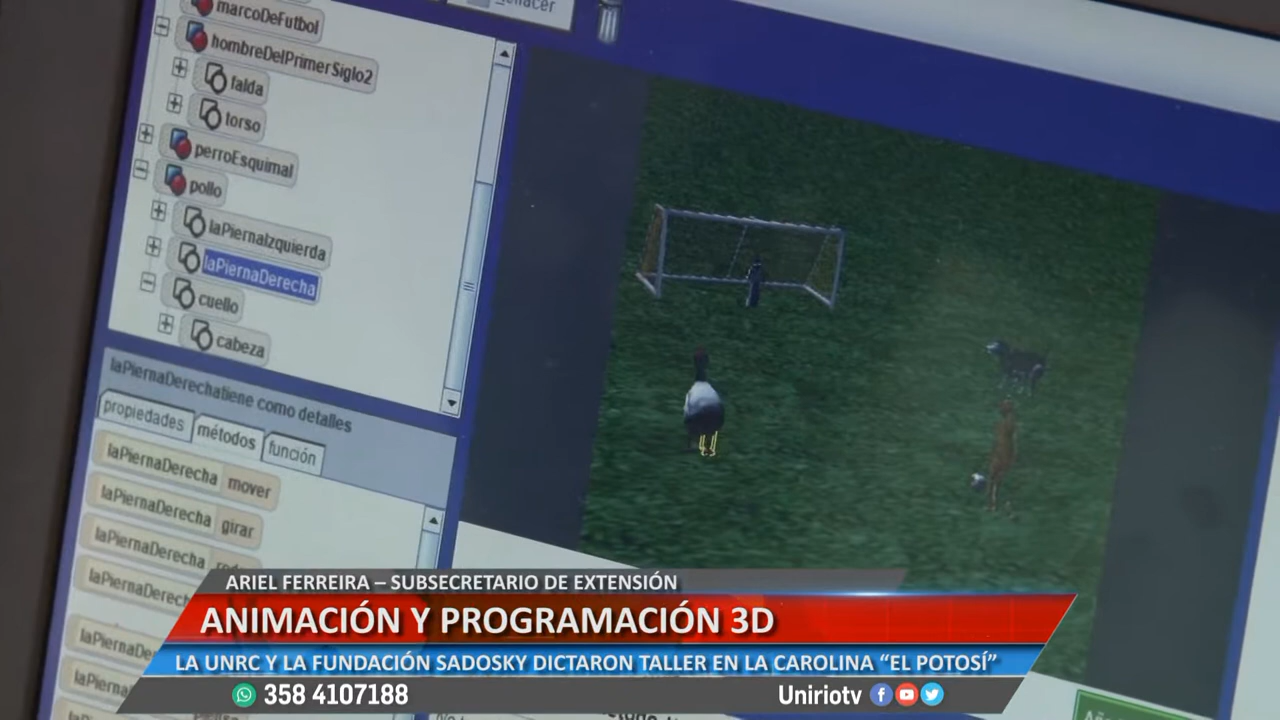 marcoDeFutbol
hombreDelPrimerSiglo2
falda
torso
perroEsquimal
pollo
laPiernaIzquierda
laPiernaDerecha
cuello
cabeza
laPiernaDerechatiene como detalles
propiedades métodos función
laPiernaDerecha mover
laPiernaDerecha girar
laPiernaDerecha
ARIEL FERREIRA – SUBSECRETARIO DE EXTENSIÓN
ANIMACIÓN Y PROGRAMACIÓN 3D
LA UNRC Y LA FUNDACIÓN SADOSKY DICTARON TALLER EN LA CAROLINA “EL POTOSÍ”
358 4107188
Uniriotv